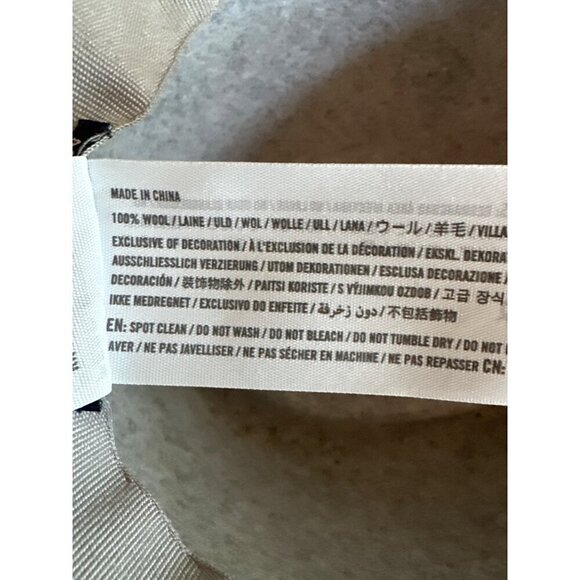 MADE IN CHINA
100% WOOL / LAINE / ULD / WOL / WOLLE / ULL / LANA / ウール / 羊毛 / VILLA
EXCLUSIVE OF DECORATION / À L'EXCLUSION DE LA DÉCORATION / EKSKL. DEKORA
AUSSCHLIESSLICH VERZIERUNG / UTOM DEKORATIONEN / ESCLUSA DECORAZIONE /
DECORACIÓN / 裝飾物除外 / PAITSI KORISTE / S VÝJIMKOU OZDOB / 고급 장식
IKKE MEDREGNET / EXCLUSIVO DO ENFEITE / دون زخرفة / 不包括飾物
EN: SPOT CLEAN / DO NOT WASH / DO NOT BLEACH / DO NOT TUMBLE DRY / DO NOT
AVER / NE PAS JAVELLISER / NE PAS SÉCHER EN MACHINE / NE PAS REPASSER CN: